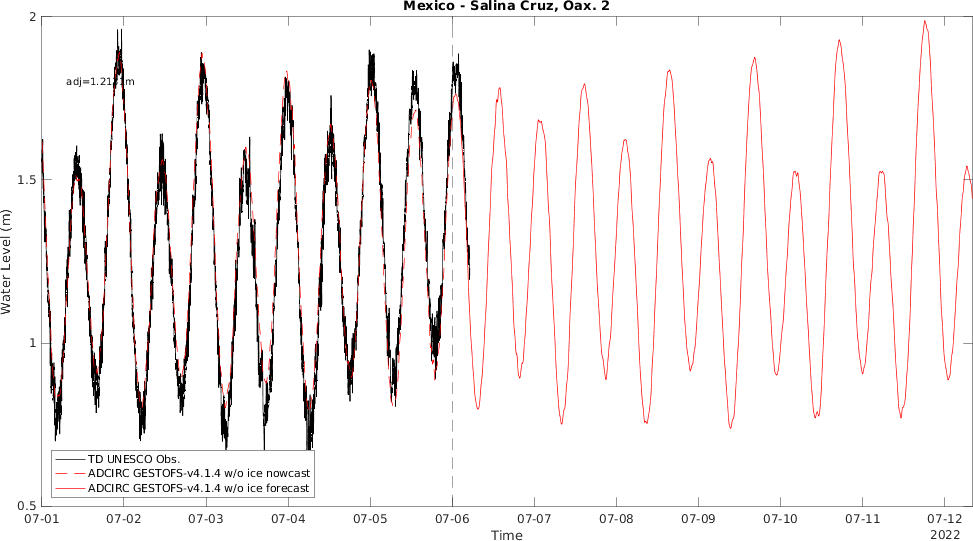 Mexico - Salina Cruz, Oax. 2
2
1.5
1
0.5
Water Level (m)
TD UNESCO Obs.
ADCIRC GESTOFS-v4.1.4 w/o ice nowcast
ADCIRC GESTOFS-v4.1.4 w/o ice forecast
07-01 07-02 07-03 07-04 07-05 07-06 07-07 07-08 07-09 07-10 07-11 07-12
2022
Time